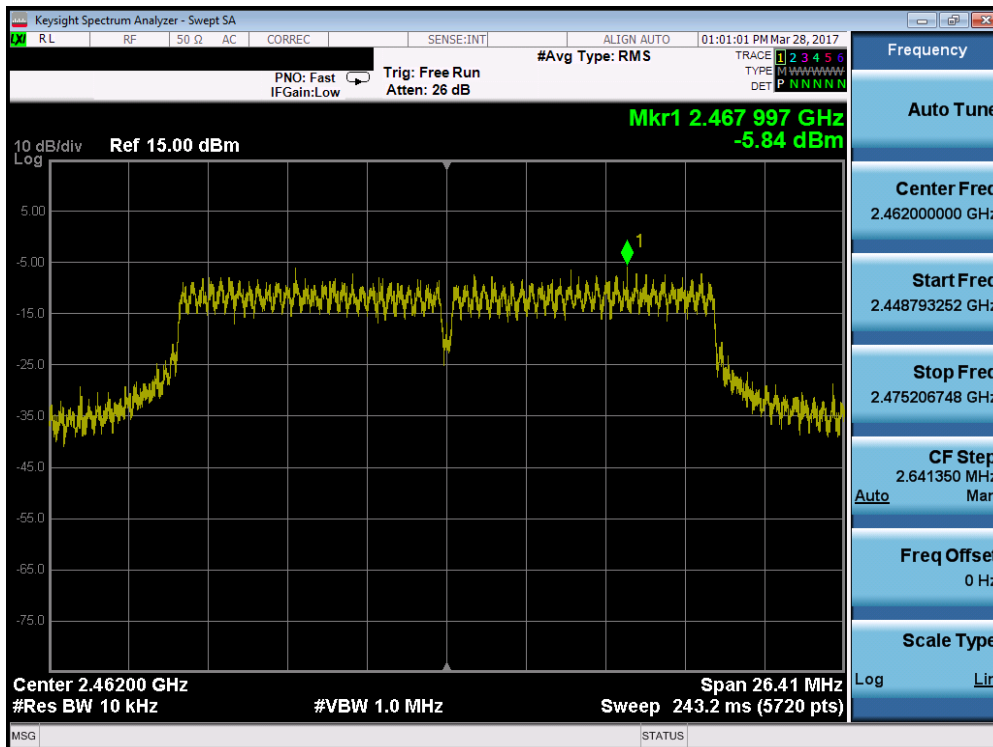 Keysight Spectrum Analyzer - Swept SA
LXI RL RF 50 Ω AC CORREC SENSE:INT ALIGN AUTO 01:01:01 PM Mar 28, 2017
#Avg Type: RMS
TRACE 1 2 3 4 5 6
TYPE M WWWWW
DET P N N N N N
PNO: Fast
IFGain:Low
Trig: Free Run
Atten: 26 dB
Mkr1 2.467 997 GHz
-5.84 dBm
10 dB/div
Log
Ref 15.00 dBm
5.00
-5.00
-15.0
-25.0
-35.0
-45.0
-55.0
-65.0
-75.0
1
Center 2.46200 GHz
Span 26.41 MHz
#Res BW 10 kHz
#VBW 1.0 MHz
Sweep 243.2 ms (5720 pts)
MSG
STATUS
Frequency
Auto Tune
Center Freq
2.462000000 GHz
Start Freq
2.448793252 GHz
Stop Freq
2.475206748 GHz
CF Step
2.641350 MHz
Auto Man
Freq Offset
0 Hz
Scale Type
Log Lin